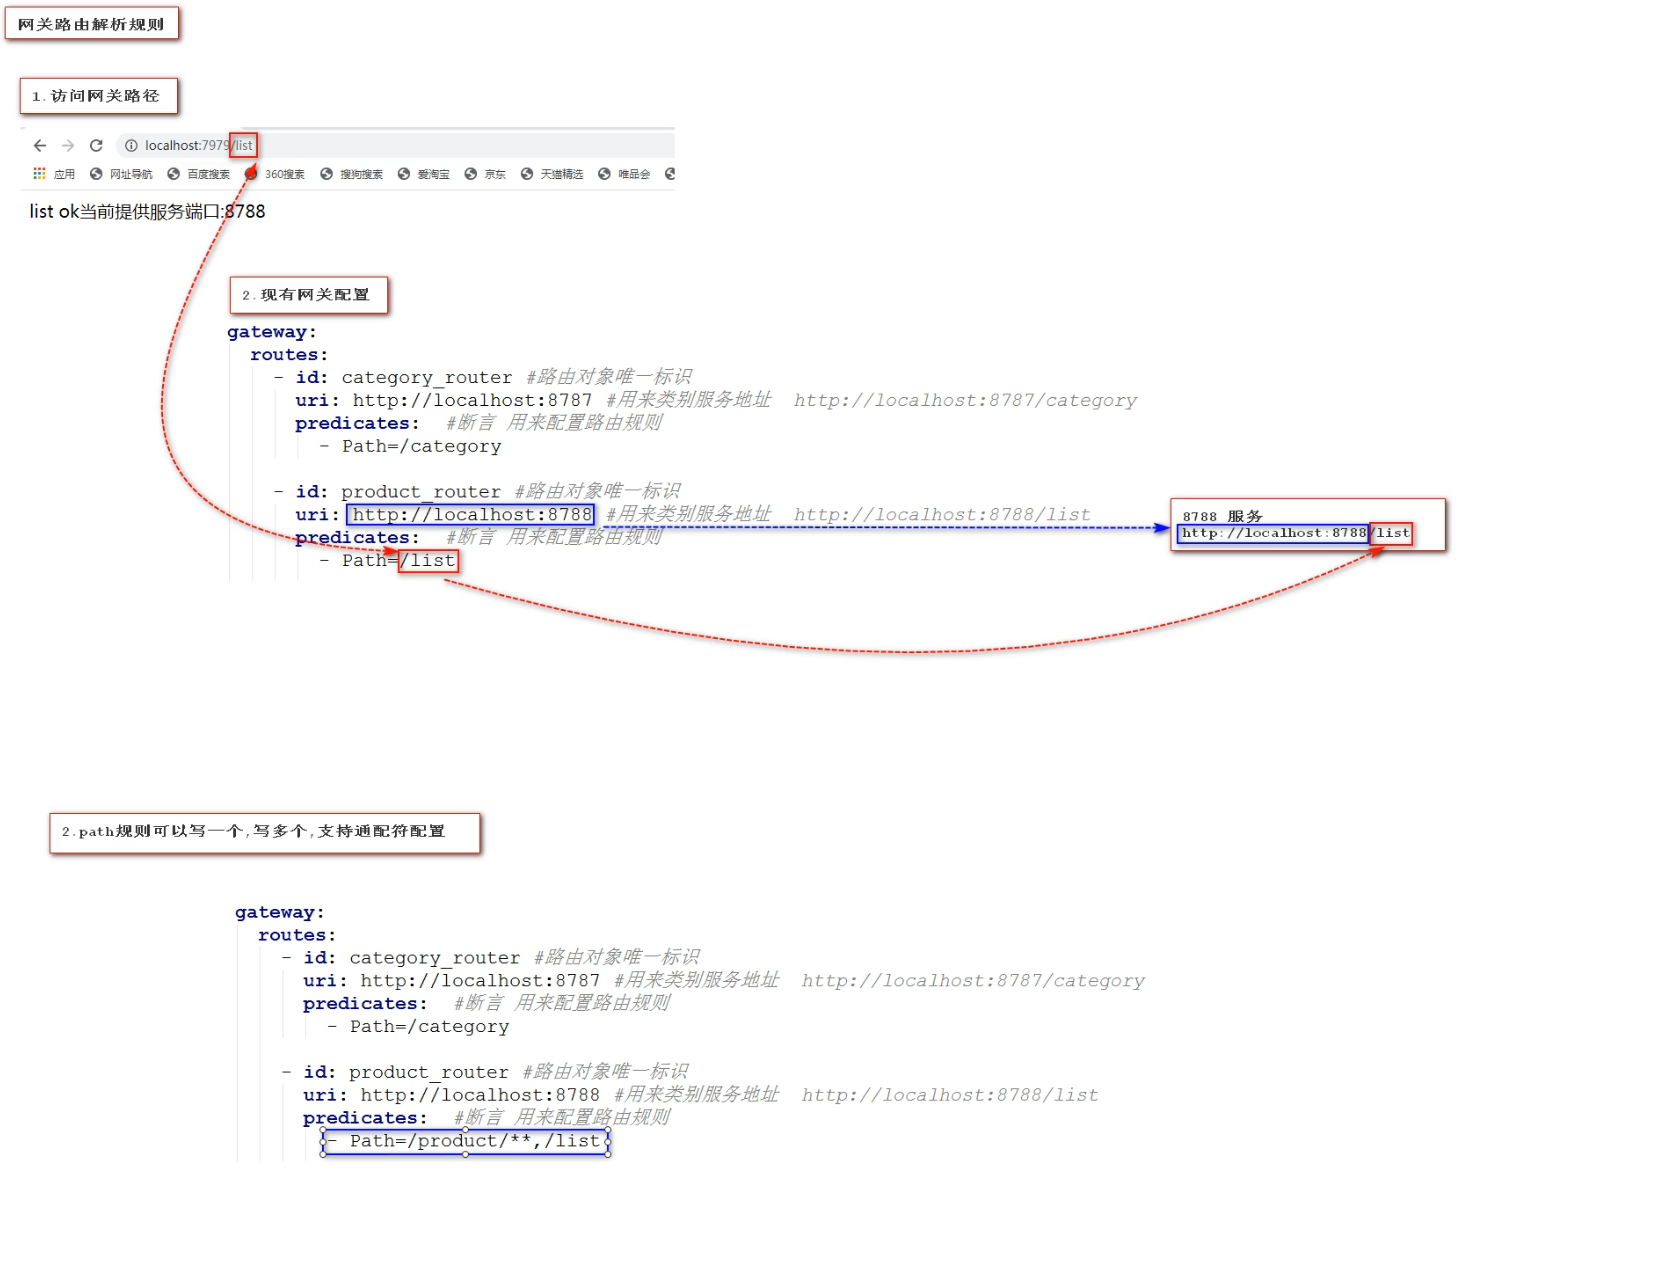 网关路由解析规则
1.访问网关路径
localhost:7979/list
应用 网址导航 百度搜索 360搜索 搜狗搜索 爱淘宝 京东 天猫精选 唯品会
list ok当前提供服务端口:8788
2.现有网关配置
gateway:
routes:
- id: category_router #路由对象唯一标识
uri: http://localhost:8787 #用来类别服务地址 http://localhost:8787/category
predicates: #断言 用来配置路由规则
- Path=/category
- id: product_router #路由对象唯一标识
uri: http://localhost:8788 #用来类别服务地址 http://localhost:8788/list
predicates: #断言 用来配置路由规则
- Path=/list
8788 服务
http://localhost:8788/list
2.path规则可以写一个,写多个,支持通配符配置
gateway:
routes:
- id: category_router #路由对象唯一标识
uri: http://localhost:8787 #用来类别服务地址 http://localhost:8787/category
predicates: #断言 用来配置路由规则
- Path=/category
- id: product_router #路由对象唯一标识
uri: http://localhost:8788 #用来类别服务地址 http://localhost:8788/list
predicates: #断言 用来配置路由规则
- Path=/product/**,/list